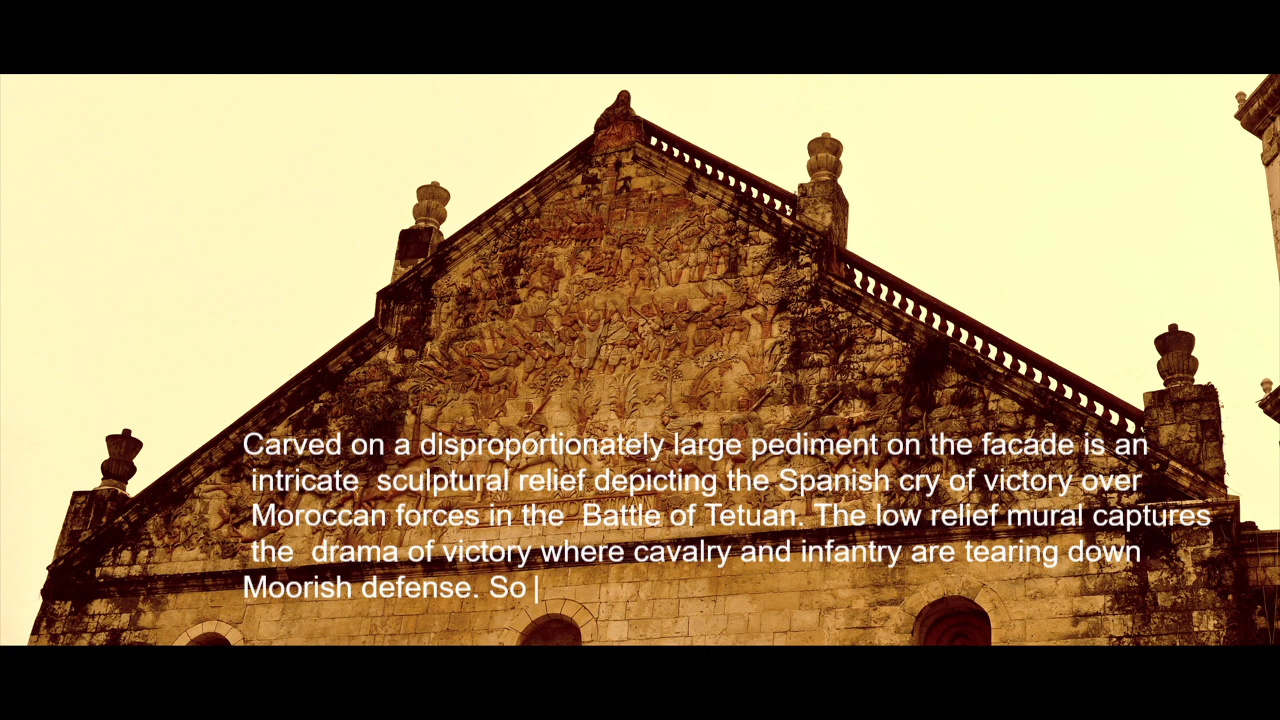 Carved on a disproportionately large pediment on the facade is an
intricate  sculptural relief depicting the Spanish cry of victory over
Moroccan forces in the  Battle of Tetuan. The low relief mural captures
the  drama of victory where cavalry and infantry are tearing down
Moorish defense. So